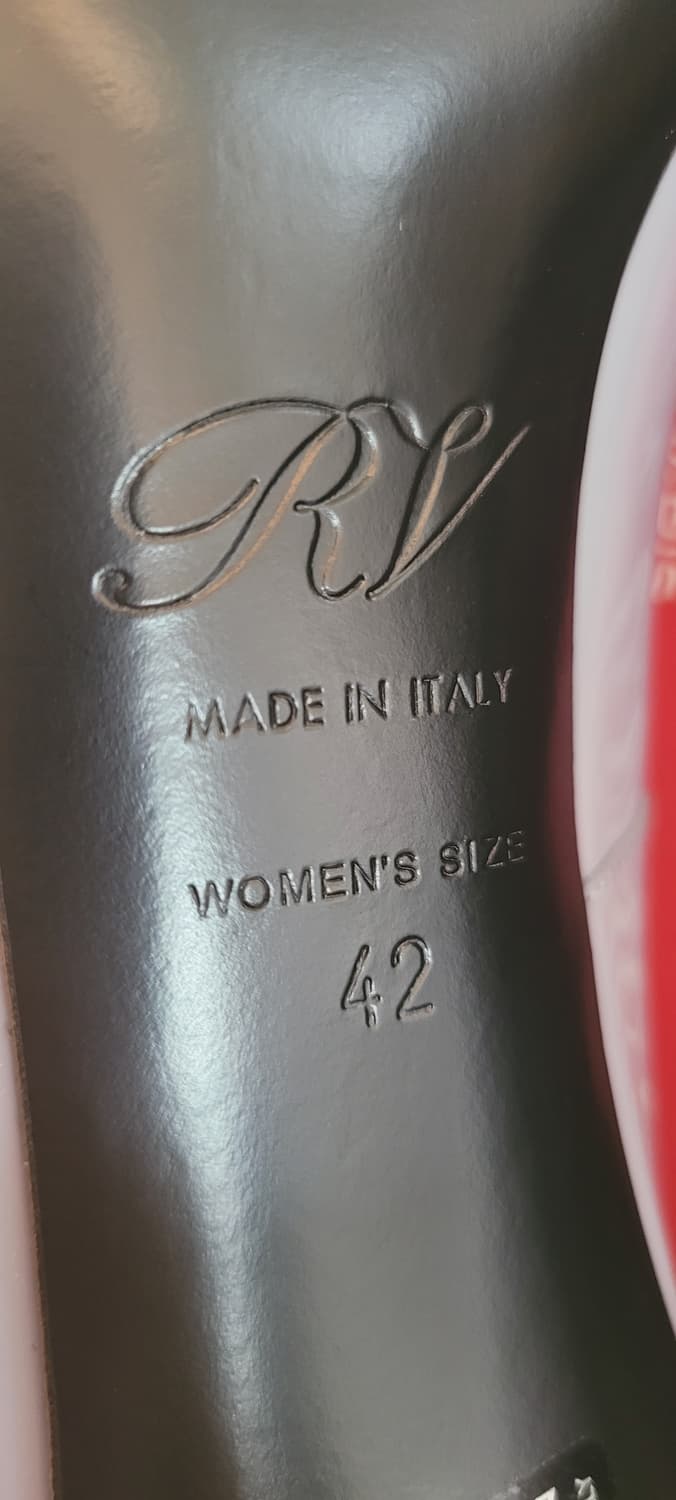 RV
MADE IN ITALY
WOMEN'S SIZE
42